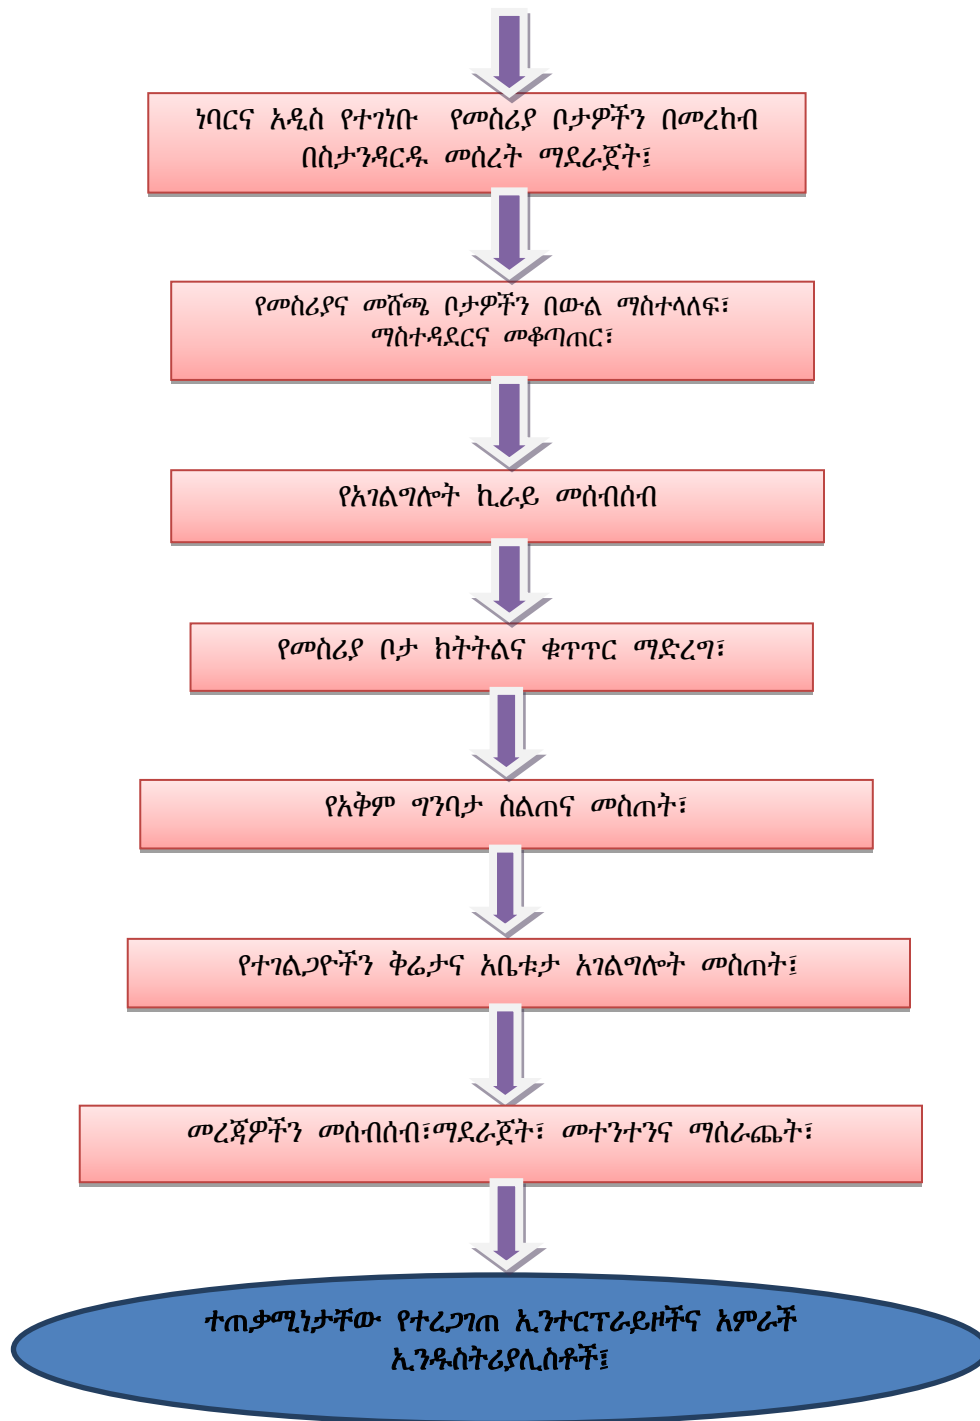 ነባርና አዲስ የተገነቡ የመስሪያ ቦታዎችን በመረከብ
በስታንዳርዱ መሰረት ማደራጀት፤
የመስሪያና መሸጫ ቦታዎችን በውል ማስተላለፍ፣
ማስተዳደርና መቆጣጠር፣
የአገልግሎት ኪራይ መሰብሰብ
የመስሪያ ቦታ ክትትልና ቁጥጥር ማድረግ፣
የአቅም ግንባታ ስልጠና መስጠት፣
የተገልጋዮችን ቅሬታና አቤቱታ አገልግሎት መስጠት፤
መረጃዎችን መሰብሰብ፣ማደራጀት፣ መተንተንና ማሰራጨት፣
ተጠቃሚነታቸው የተረጋገጠ ኢንተርፕራይዞችና አምራች
ኢንዱስትሪያሊስቶች፤